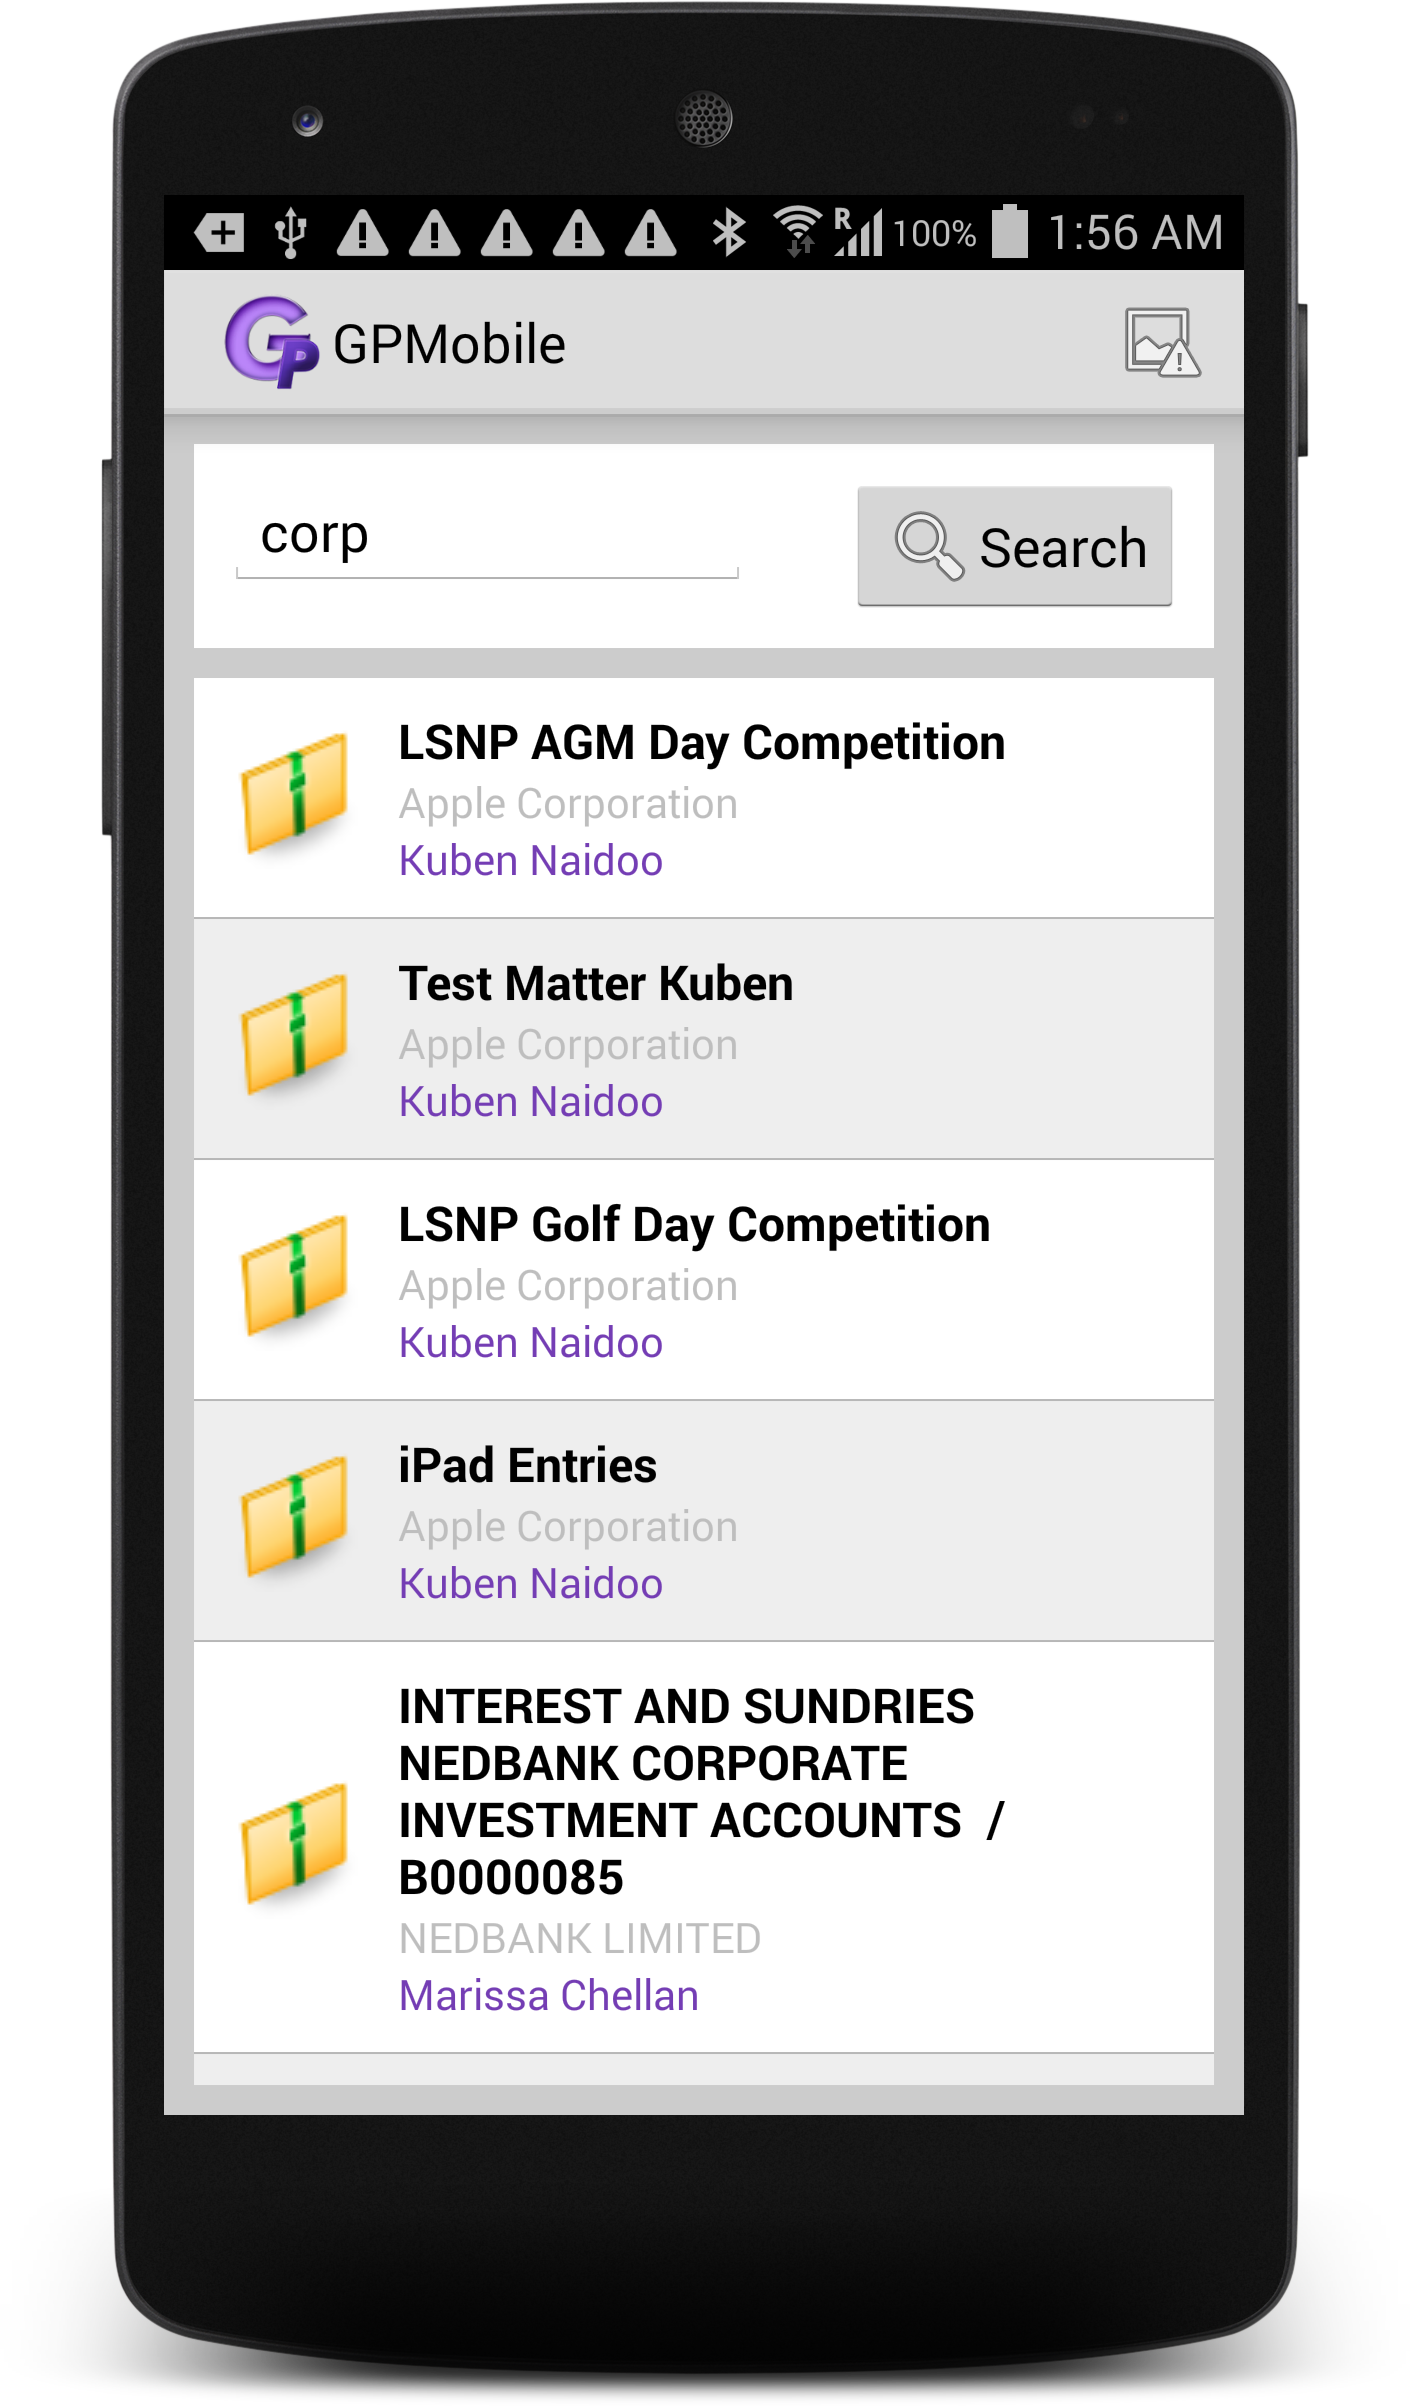 R 100% 1:56 AM
GP GPMobile
corp
Search
LSNP AGM Day Competition
Apple Corporation
Kuben Naidoo
Test Matter Kuben
Apple Corporation
Kuben Naidoo
LSNP Golf Day Competition
Apple Corporation
Kuben Naidoo
iPad Entries
Apple Corporation
Kuben Naidoo
INTEREST AND SUNDRIES
NEDBANK CORPORATE
INVESTMENT ACCOUNTS  /
B0000085
NEDBANK LIMITED
Marissa Chellan